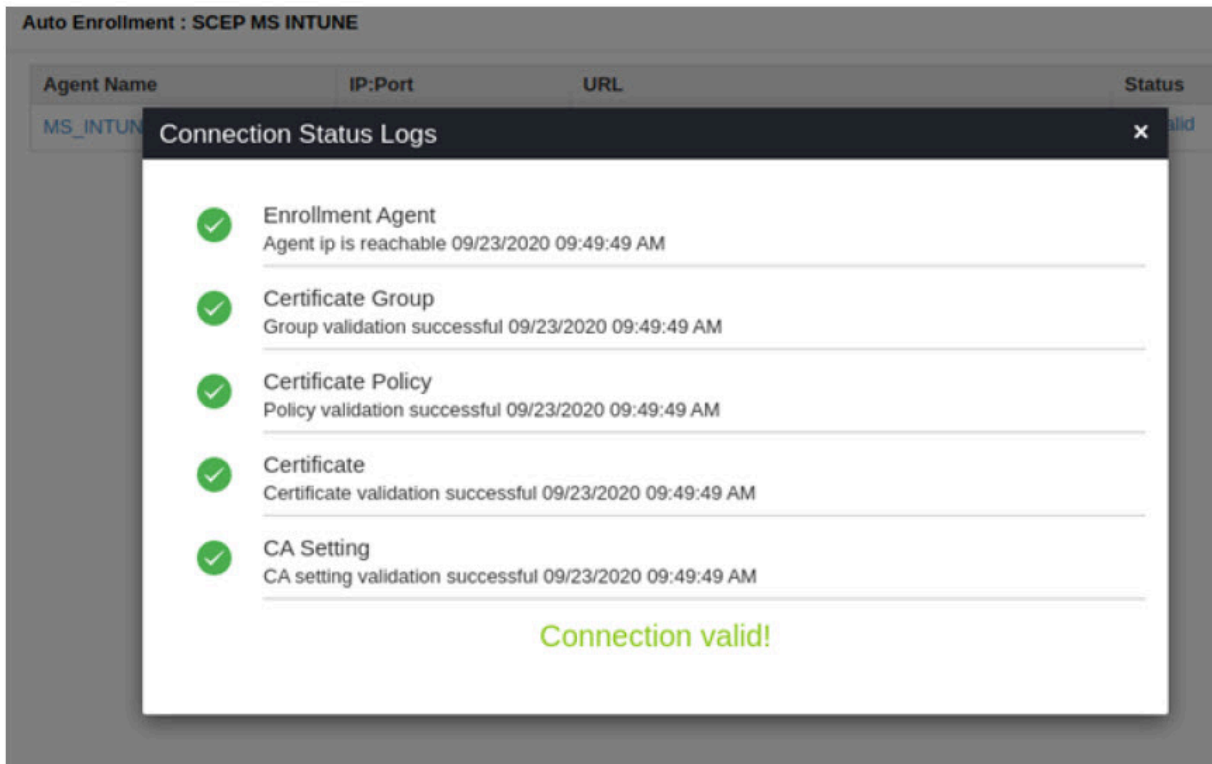 Auto Enrollment : SCEP MS INTUNE
Agent Name IP:Port URL Status
MS_INTUN alid
Connection Status Logs ×
Enrollment Agent
Agent ip is reachable 09/23/2020 09:49:49 AM
Certificate Group
Group validation successful 09/23/2020 09:49:49 AM
Certificate Policy
Policy validation successful 09/23/2020 09:49:49 AM
Certificate
Certificate validation successful 09/23/2020 09:49:49 AM
CA Setting
CA setting validation successful 09/23/2020 09:49:49 AM
Connection valid!